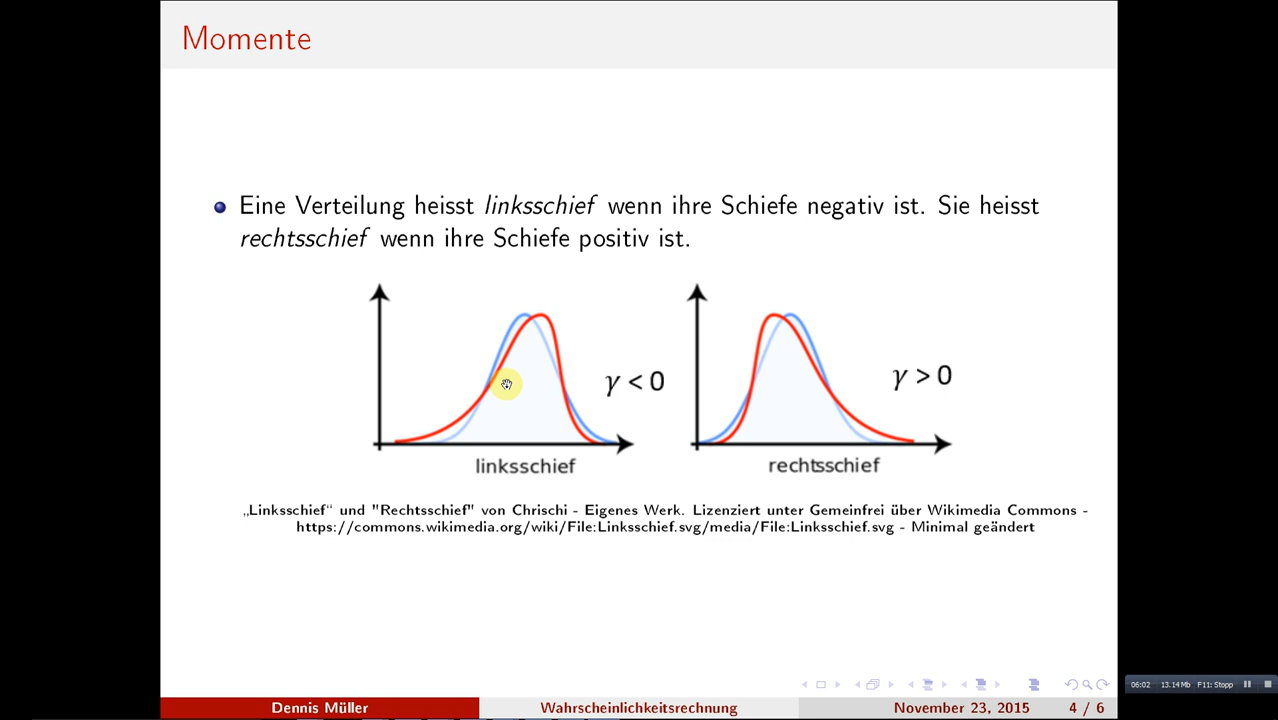 Momente
Eine Verteilung heisst linksschief wenn ihre Schiefe negativ ist. Sie heisst
rechtsschief wenn ihre Schiefe positiv ist.
γ < 0
γ > 0
linksschief
rechtsschief
„Linksschief“ und "Rechtsschief" von Chrischi - Eigenes Werk. Lizenziert unter Gemeinfrei über Wikimedia Commons -
https://commons.wikimedia.org/wiki/File:Linksschief.svg/media/File:Linksschief.svg - Minimal geändert
06:02 13.14 Mb F11: Stopp
Dennis Müller Wahrscheinlichkeitsrechnung November 23, 2015 4 / 6